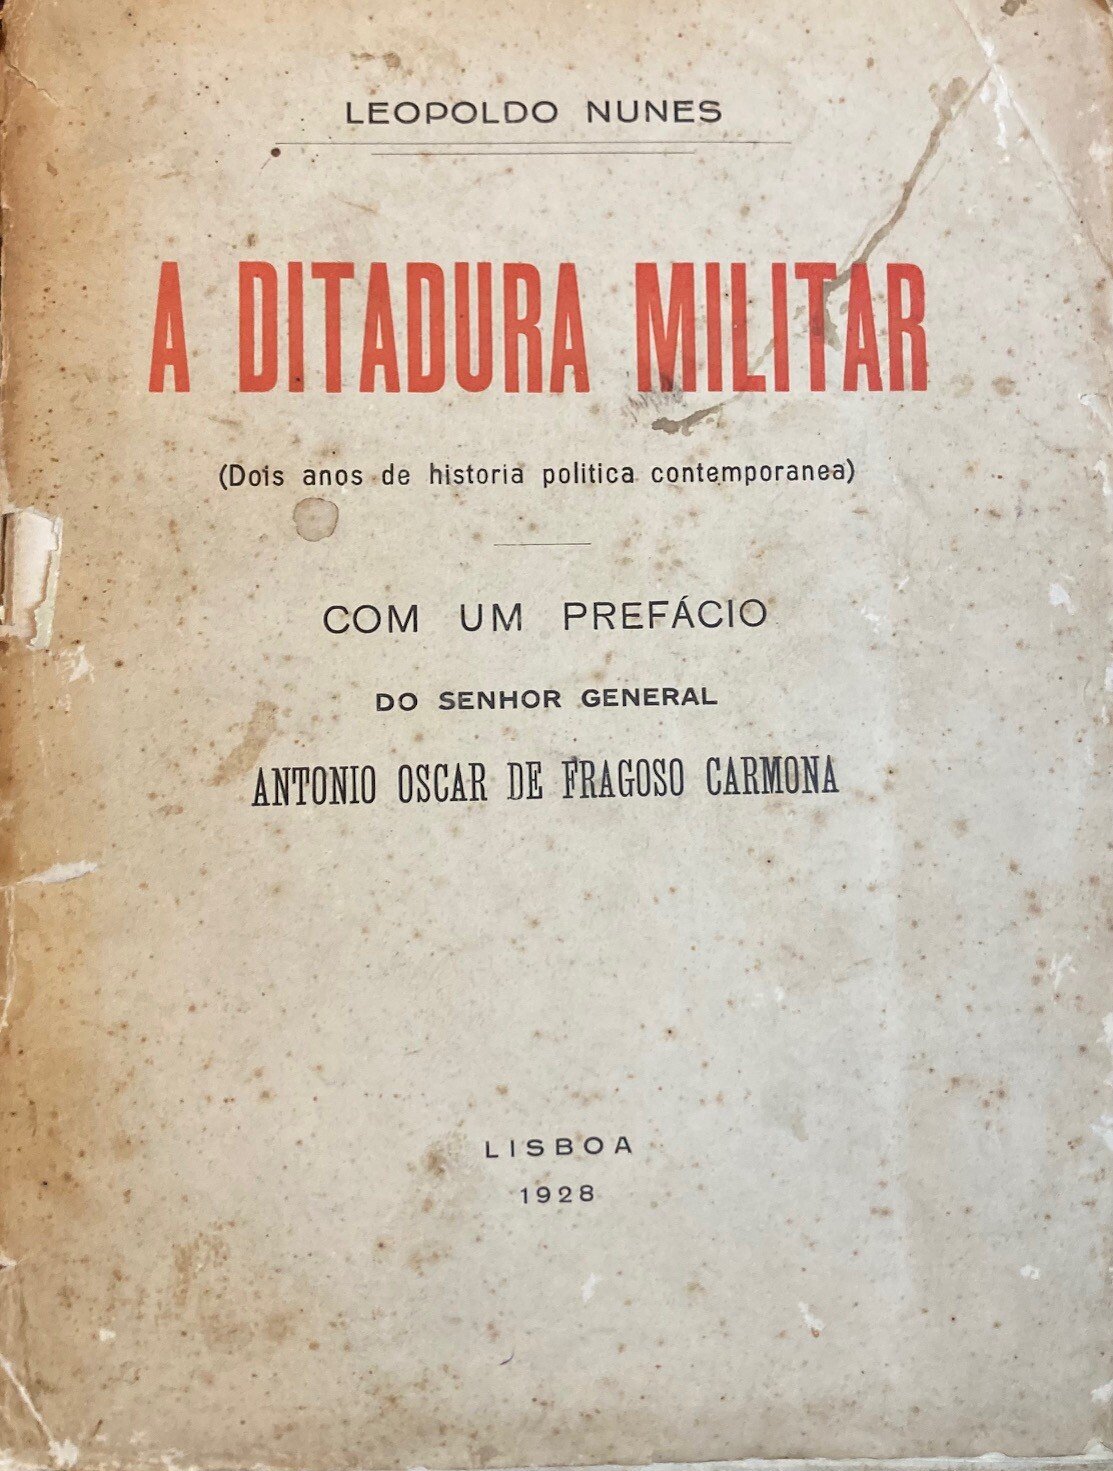 LEOPOLDO NUNES
A DITADURA MILITAR
(Dois anos de historia politica contemporanea)
COM UM PREFÁCIO
DO SENHOR GENERAL
ANTONIO OSCAR DE FRAGOSO CARMONA
LISBOA
1928